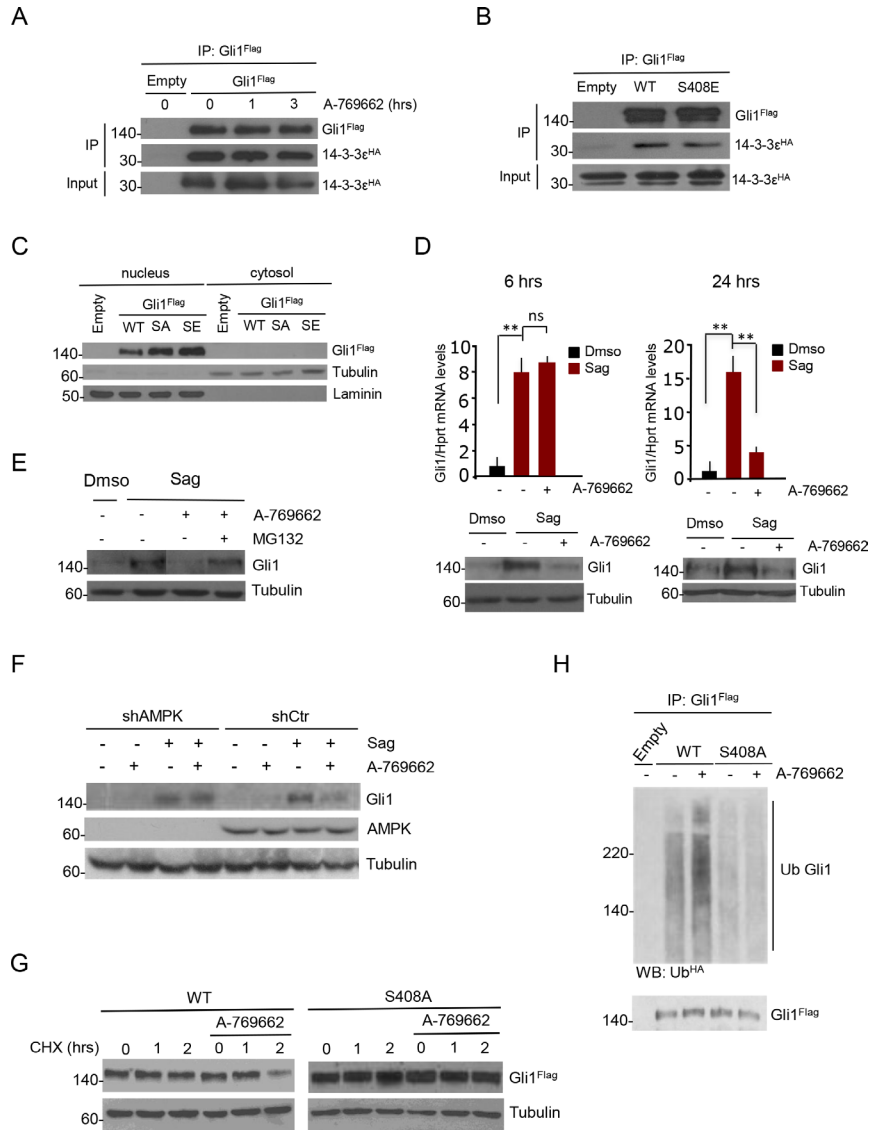 A
IP: Gli1Flag
Empty Gli1Flag
0 0 1 3 A-769662 (hrs)
IP 140 Gli1Flag
30 14-3-3εHA
Input 30 14-3-3εHA
B
IP: Gli1Flag
Empty WT S408E
IP 140 Gli1Flag
30 14-3-3εHA
Input 30 14-3-3εHA
C
nucleus cytosol
Empty Gli1Flag Empty Gli1Flag
WT SA SE WT SA SE
140 Gli1Flag
60 Tubulin
50 Laminin
D
6 hrs
** ns
Dmso
Sag
Gli1/Hprt mRNA levels
10
8
6
4
2
0
- - + A-769662
Dmso Sag
- - + A-769662
140 Gli1
60 Tubulin
24 hrs
** **
Dmso
Sag
Gli1/Hprt mRNA levels
20
15
10
5
0
- - + A-769662
Dmso Sag
- - + A-769662
140 Gli1
60 Tubulin
E
Dmso Sag
- - + + A-769662
- - - + MG132
140 Gli1
60 Tubulin
F
shAMPK shCtr
- - + + - - + + Sag
- + - + - + - + A-769662
140 Gli1
60 AMPK
60 Tubulin
G
WT S408A
A-769662 A-769662
CHX (hrs) 0 1 2 0 1 2 0 1 2 0 1 2
140 Gli1Flag
60 Tubulin
H
IP: Gli1Flag
Empty WT S408A
- - + - + A-769662
220
140
Ub Gli1
WB: UbHA
140 Gli1Flag